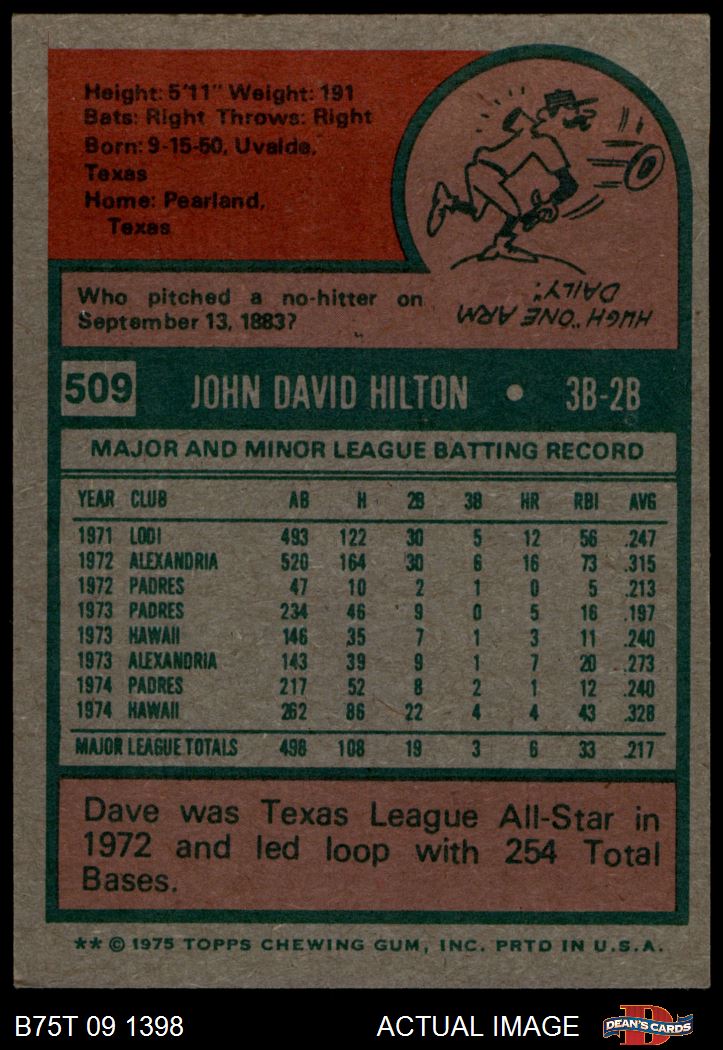 Height: 5'11" Weight: 191
Bats: Right Throws: Right
Born: 9-15-50, Uvalde,
Texas
Home: Pearland,
Texas
Who pitched a no-hitter on
September 13, 1883?
HUGH "ONE ARM
DAILY".
509 JOHN DAVID HILTON • 3B-2B
MAJOR AND MINOR LEAGUE BATTING RECORD
YEAR CLUB AB H 2B 3B HR RBI AVG
1971 LODI 493 122 30 5 12 56 .247
1972 ALEXANDRIA 520 164 30 6 16 73 .315
1972 PADRES 47 10 2 1 0 5 .213
1973 PADRES 234 46 9 0 5 16 .197
1973 HAWAII 146 35 7 1 3 11 .240
1973 ALEXANDRIA 143 39 9 1 7 20 .273
1974 PADRES 217 52 8 2 1 12 .240
1974 HAWAII 262 86 22 4 4 43 .328
MAJOR LEAGUE TOTALS 498 108 19 3 6 33 .217
Dave was Texas League All-Star in
1972 and led loop with 254 Total
Bases.
** © 1975 TOPPS CHEWING GUM, INC. PRTD IN U.S.A.
B75T 09 1398 ACTUAL IMAGE DEAN'S CARDS